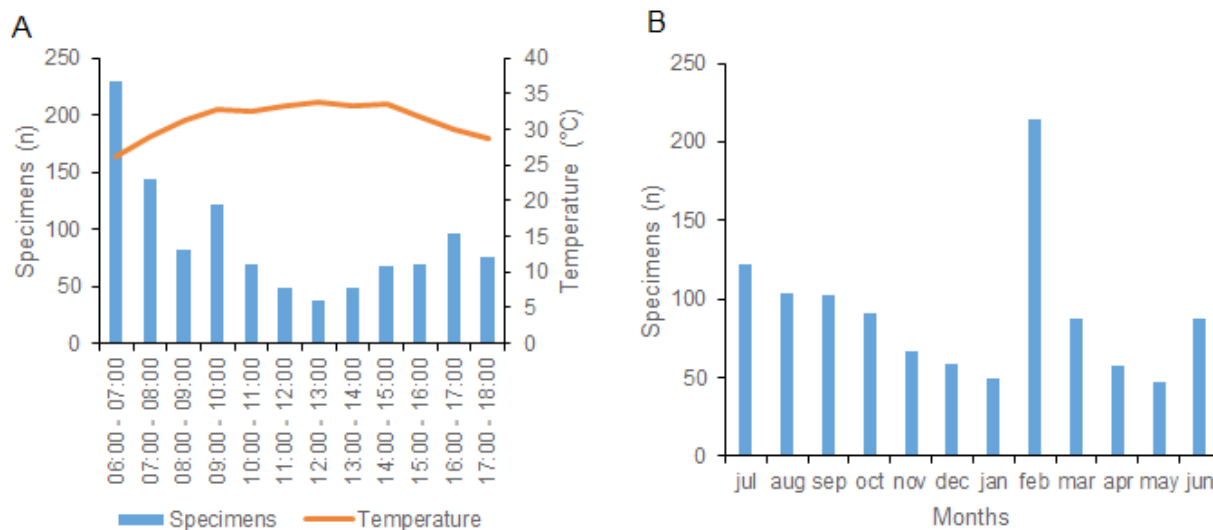 A
250
200
150
100
50
0
Specimens (n)
40
35
30
25
20
15
10
5
0
Temperature (°C)
06:00 - 07:00
07:00 - 08:00
08:00 - 09:00
09:00 - 10:00
10:00 - 11:00
11:00 - 12:00
12:00 - 13:00
13:00 - 14:00
14:00 - 15:00
15:00 - 16:00
16:00 - 17:00
17:00 - 18:00
Specimens Temperature
B
250
200
150
100
50
0
Specimens (n)
jul aug sep oct nov dec jan feb mar apr may jun
Months